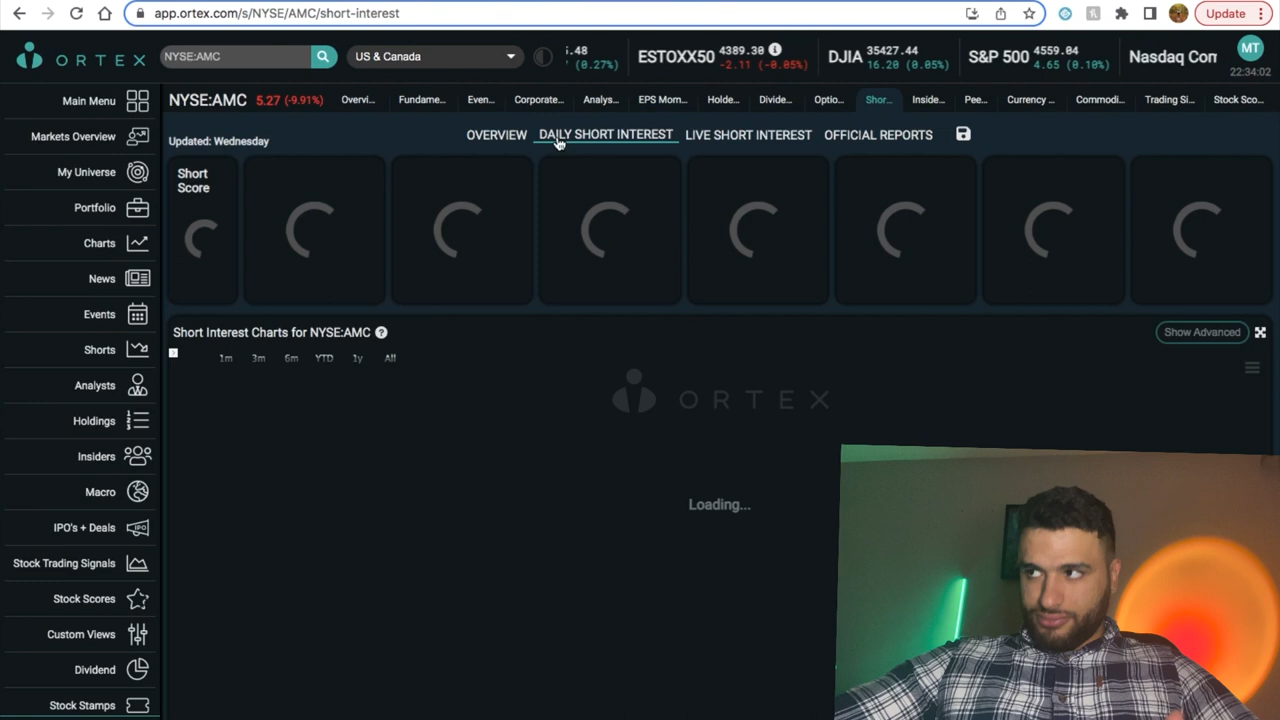 app.ortex.com/s/NYSE/AMC/short-interest
Update
ORTEX
NYSE:AMC
US & Canada
(0.27%)
ESTOXX50 4389.30
-2.11 (-0.05%)
DJIA 35427.44
16.20 (0.05%)
S&P 500 4559.04
4.65 (0.10%)
Nasdaq Com
MT
22:34:02
Main Menu
Markets Overview
My Universe
Portfolio
Charts
News
Events
Shorts
Analysts
Holdings
Insiders
Macro
IPO's + Deals
IPO
Stock Trading Signals
Stock Scores
Custom Views
Dividend
Stock Stamps
NYSE:AMC 5.27 (-9.91%)
Overvi... Fundame... Even... Corporate... Analys... EPS Mom... Holde... Divide... Optio... Shor... Inside... Pee... Currency ... Commodi... Trading Si... Stock Sco...
Updated: Wednesday
OVERVIEW DAILY SHORT INTEREST LIVE SHORT INTEREST OFFICIAL REPORTS
Short
Score
Short Interest Charts for NYSE:AMC ?
Show Advanced
1m 3m 6m YTD 1y All
ORTEX
Loading...